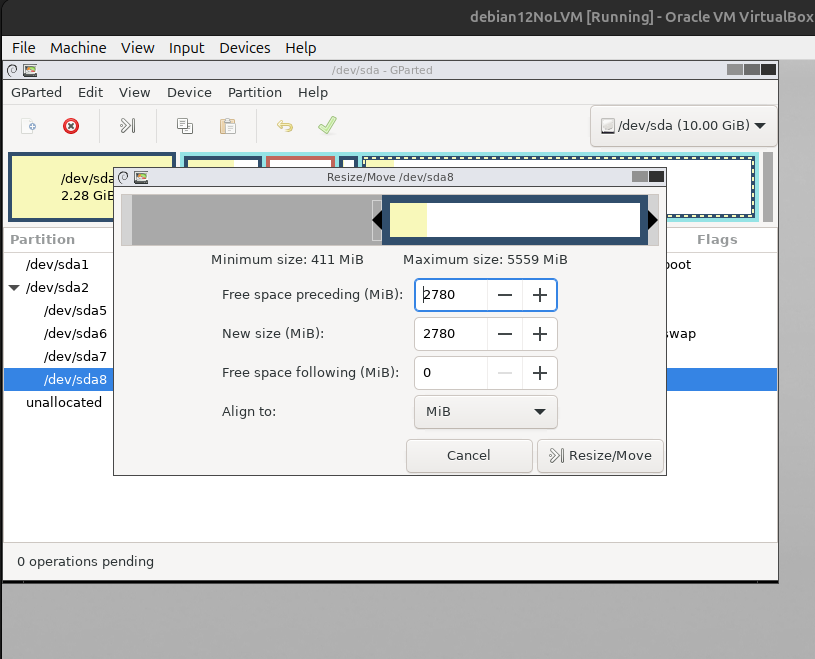 debian12NoLVM [Running] - Oracle VM VirtualBox
File Machine View Input Devices Help
/dev/sda - GParted
GParted Edit View Device Partition Help
/dev/sda (10.00 GiB)
/dev/sda
2.28 GiB
Resize/Move /dev/sda8
Partition
Flags
Minimum size: 411 MiB Maximum size: 5559 MiB
/dev/sda1
oot
/dev/sda2
Free space preceding (MiB): 2780
/dev/sda5
/dev/sda6
swap
New size (MiB): 2780
/dev/sda7
Free space following (MiB): 0
/dev/sda8
unallocated
Align to: MiB
Cancel Resize/Move
0 operations pending